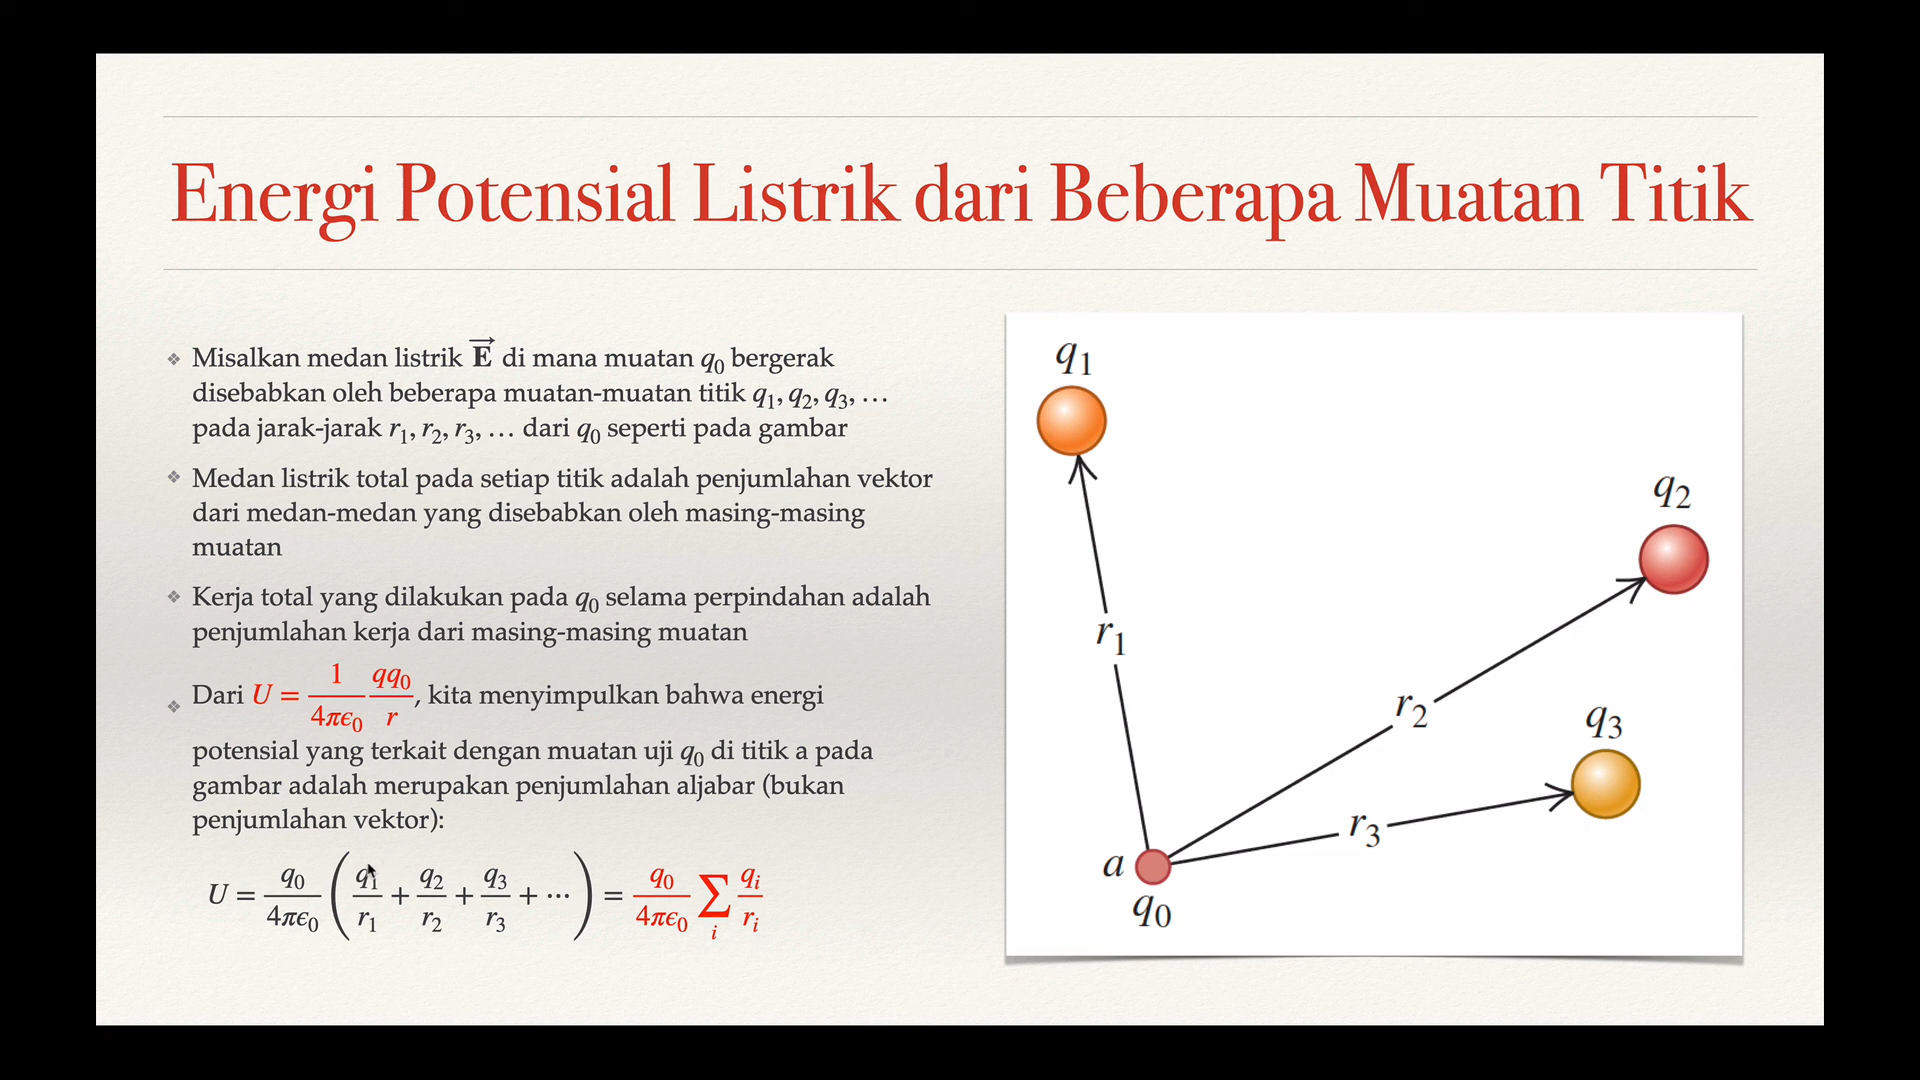 Energi Potensial Listrik dari Beberapa Muatan Titik
❖ Misalkan medan listrik E⃗ di mana muatan q₀ bergerak
disebabkan oleh beberapa muatan-muatan titik q₁, q₂, q₃, …
pada jarak-jarak r₁, r₂, r₃, … dari q₀ seperti pada gambar
❖ Medan listrik total pada setiap titik adalah penjumlahan vektor
dari medan-medan yang disebabkan oleh masing-masing
muatan
❖ Kerja total yang dilakukan pada q₀ selama perpindahan adalah
penjumlahan kerja dari masing-masing muatan
❖ Dari U = 1/(4πϵ₀) qq₀/r, kita menyimpulkan bahwa energi
potensial yang terkait dengan muatan uji q₀ di titik a pada
gambar adalah merupakan penjumlahan aljabar (bukan
penjumlahan vektor):
U = q₀/(4πϵ₀) (q₁/r₁ + q₂/r₂ + q₃/r₃ + ⋯) = q₀/(4πϵ₀) ∑ᵢ qᵢ/rᵢ
q₁
q₂
r₁
r₂
q₃
r₃
a
q₀